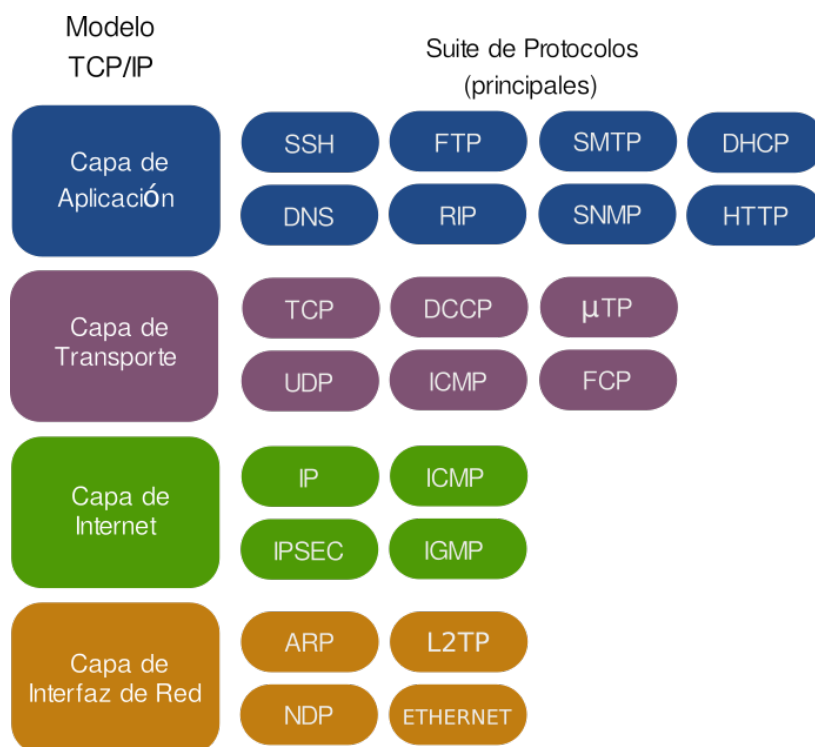 Modelo
TCP/IP
Suite de Protocolos
(principales)
Capa de
Aplicación
SSH
FTP
SMTP
DHCP
DNS
RIP
SNMP
HTTP
Capa de
Transporte
TCP
DCCP
µTP
UDP
ICMP
FCP
Capa de
Internet
IP
ICMP
IPSEC
IGMP
Capa de
Interfaz de Red
ARP
L2TP
NDP
ETHERNET